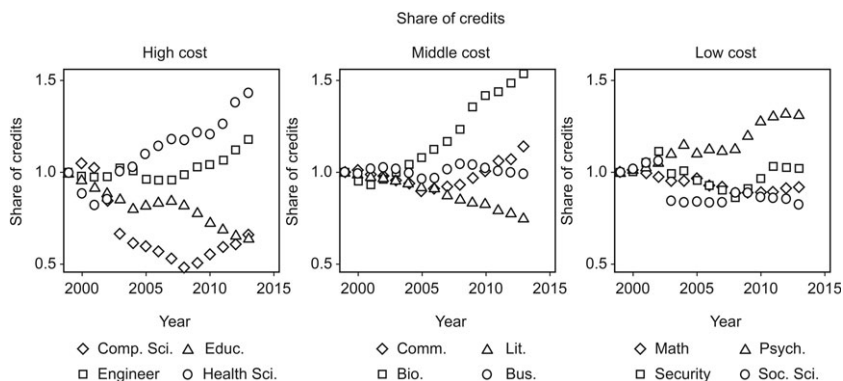 Share of credits
High cost
Middle cost
Low cost
Share of credits
1.5
1.0
0.5
2000 2005 2010 2015
Year
Share of credits
1.5
1.0
0.5
2000 2005 2010 2015
Year
Share of credits
1.5
1.0
0.5
2000 2005 2010 2015
Year
Comp. Sci. Educ.
Engineer Health Sci.
Comm. Lit.
Bio. Bus.
Math Psych.
Security Soc. Sci.